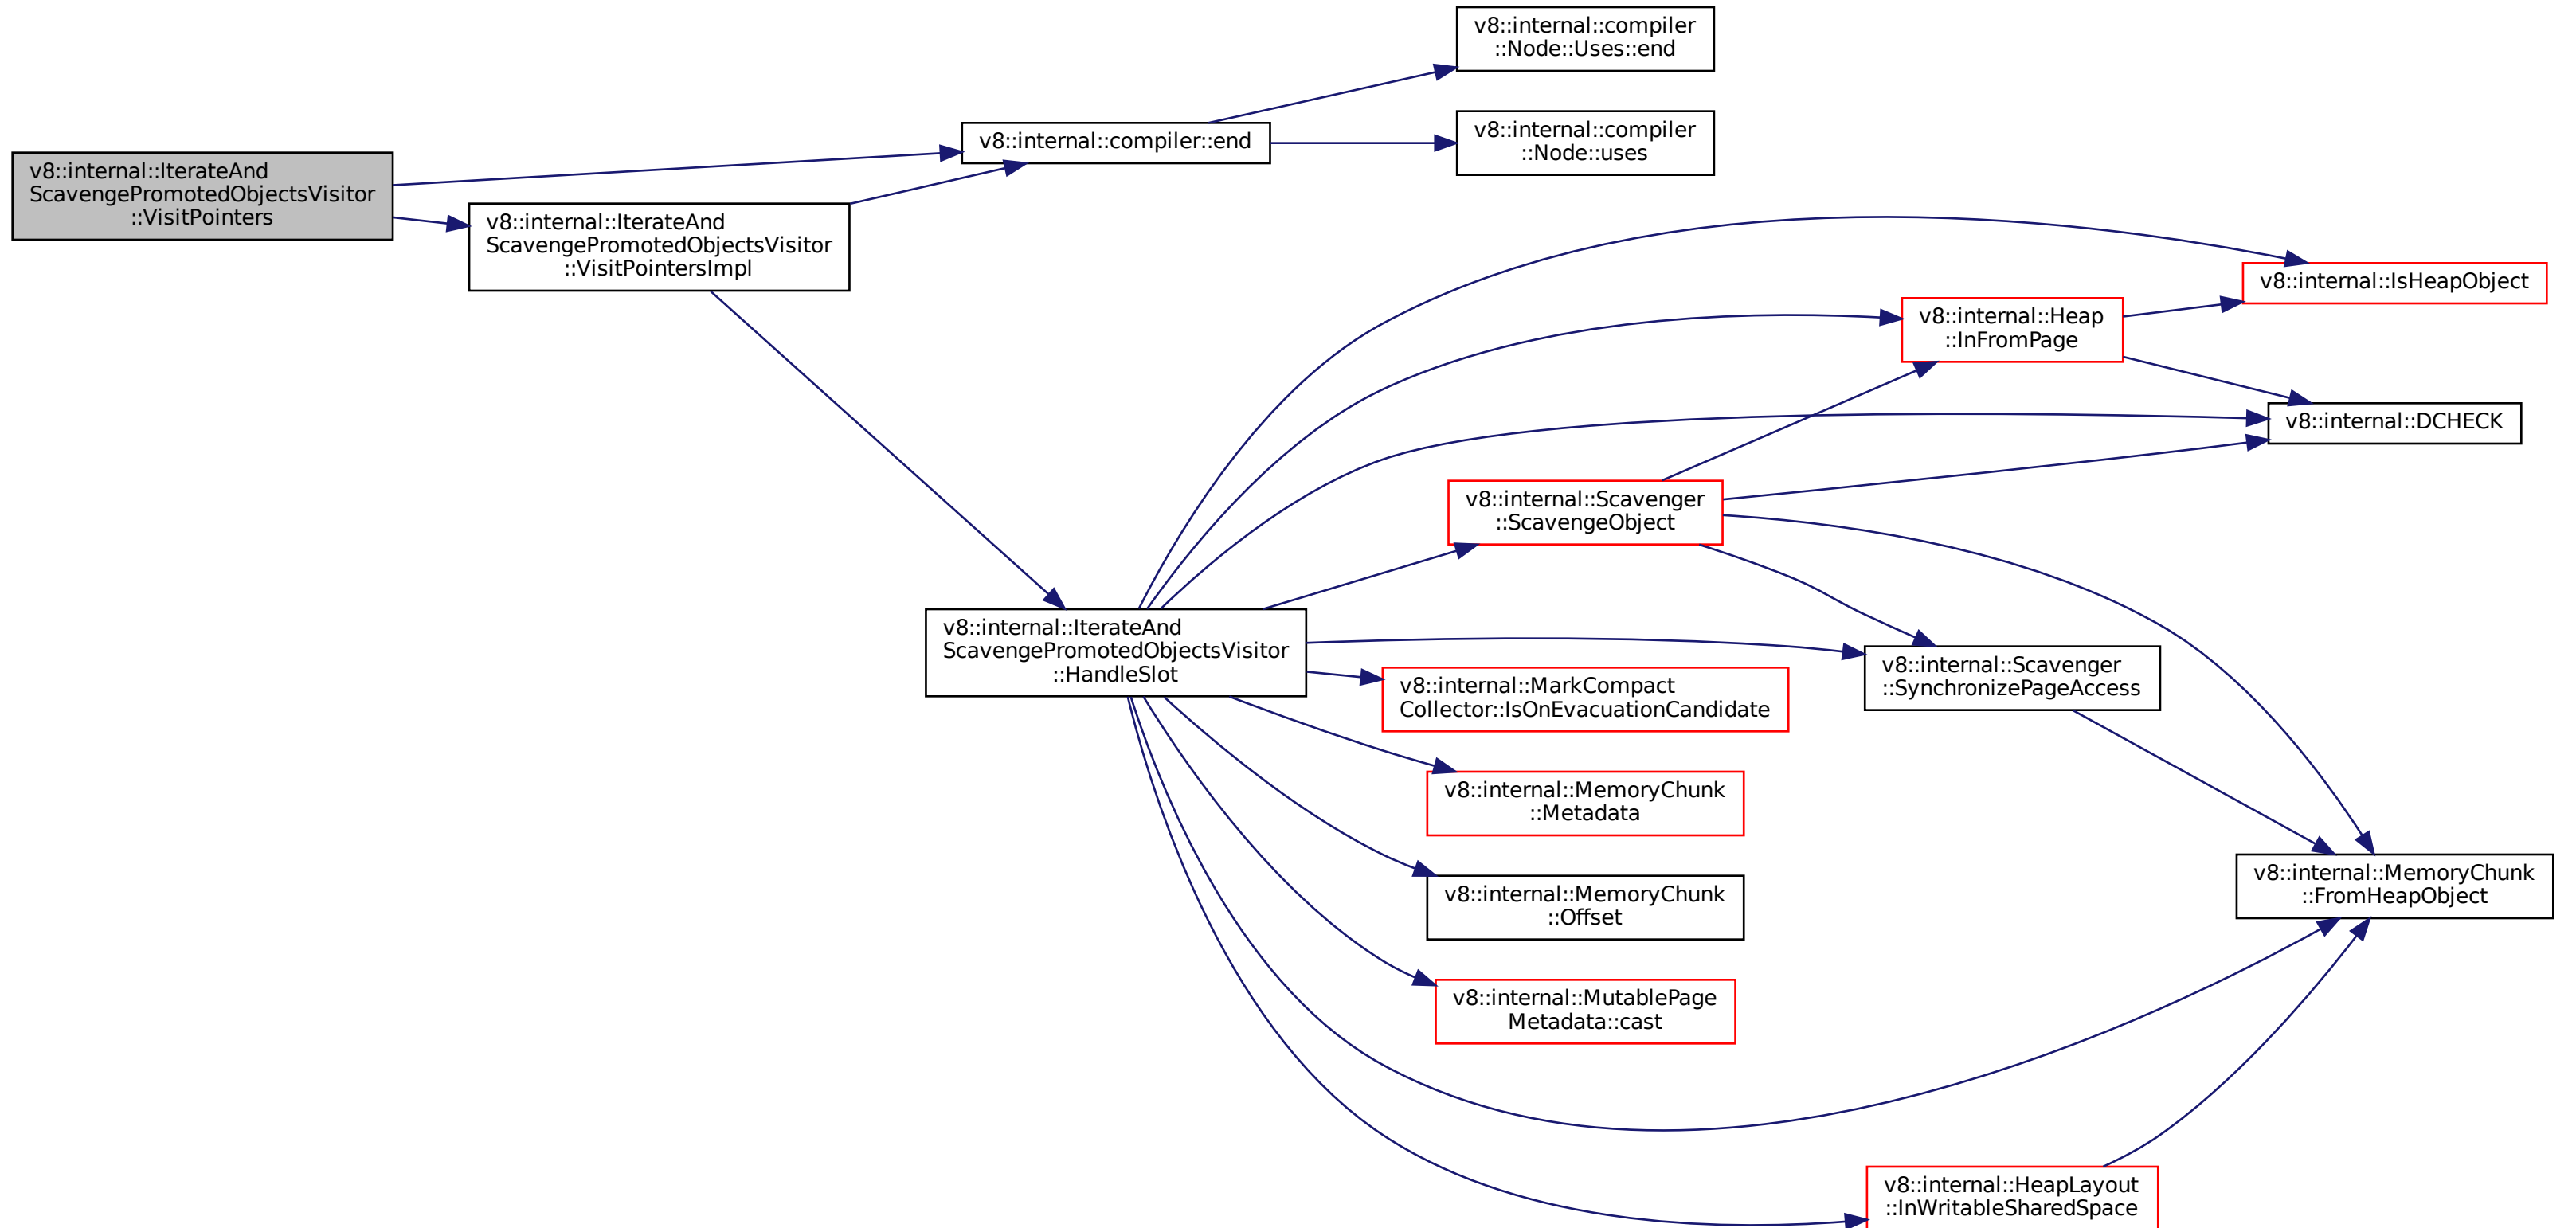 v8::internal::compiler
::Node::Uses::end
v8::internal::compiler
::Node::uses
v8::internal::compiler::end
v8::internal::IterateAnd
ScavengePromotedObjectsVisitor
::VisitPointers
v8::internal::IterateAnd
ScavengePromotedObjectsVisitor
::VisitPointersImpl
v8::internal::IsHeapObject
v8::internal::Heap
::InFromPage
v8::internal::DCHECK
v8::internal::Scavenger
::ScavengeObject
v8::internal::IterateAnd
ScavengePromotedObjectsVisitor
::HandleSlot
v8::internal::Scavenger
::SynchronizePageAccess
v8::internal::MarkCompact
Collector::IsOnEvacuationCandidate
v8::internal::MemoryChunk
::Metadata
v8::internal::MemoryChunk
::Offset
v8::internal::MemoryChunk
::FromHeapObject
v8::internal::MutablePage
Metadata::cast
v8::internal::HeapLayout
::InWritableSharedSpace